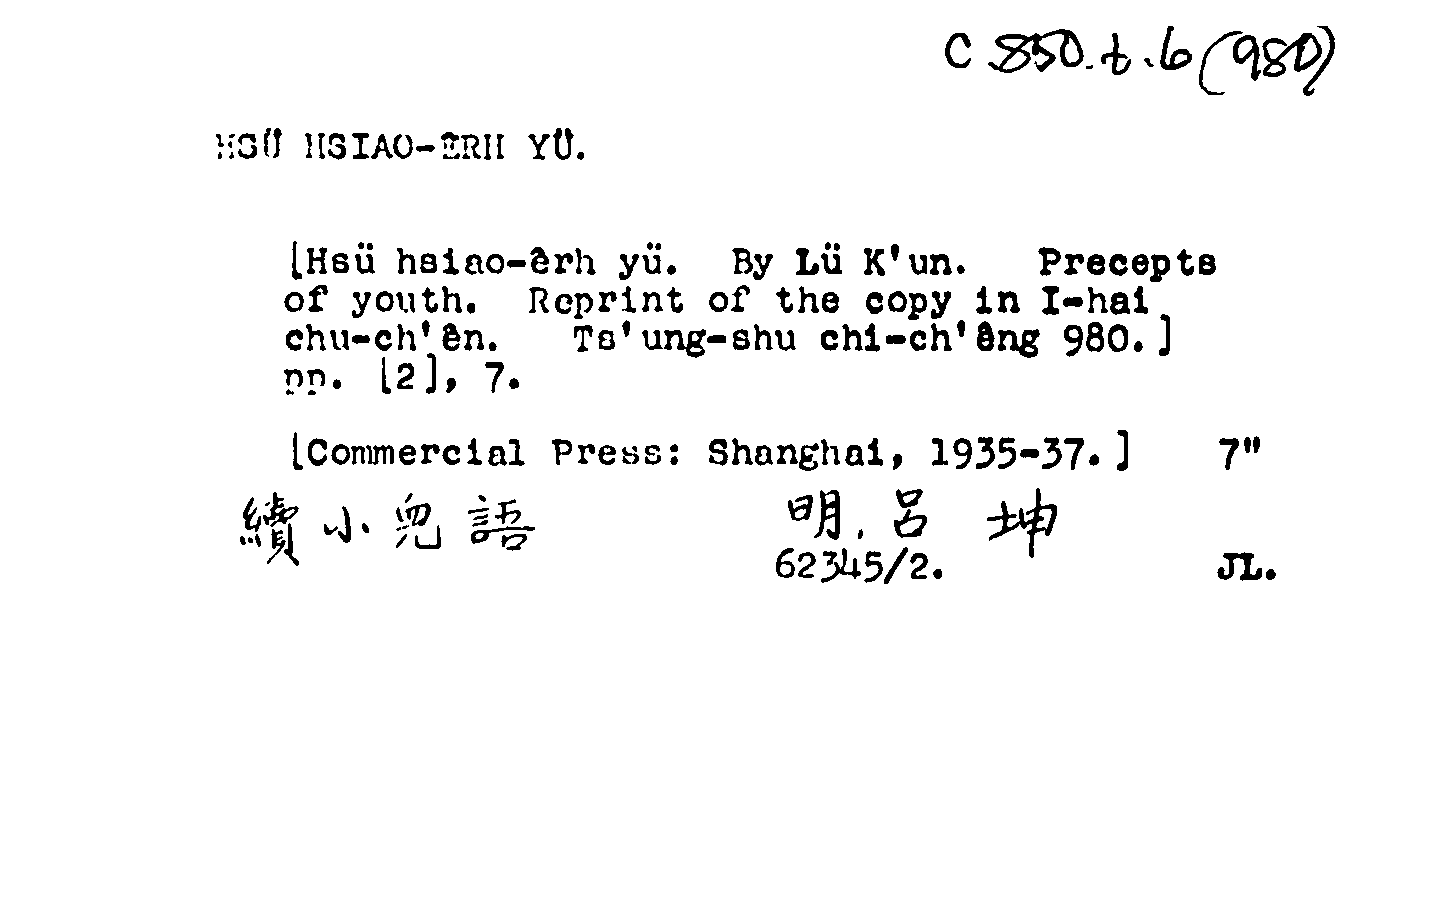 C 850.t.6(980)
HSÜ HSIAO-ÊRH YÜ.
[Hsü hsiao-êrh yü. By Lü K'un. Precepts
of youth. Reprint of the copy in I-hai
chu-ch'ên. Ts'ung-shu chi-ch'êng 980.]
pp. [2], 7.
[Commercial Press: Shanghai, 1935-37.] 7"
續小兒語 明.呂坤
62345/2. JL.